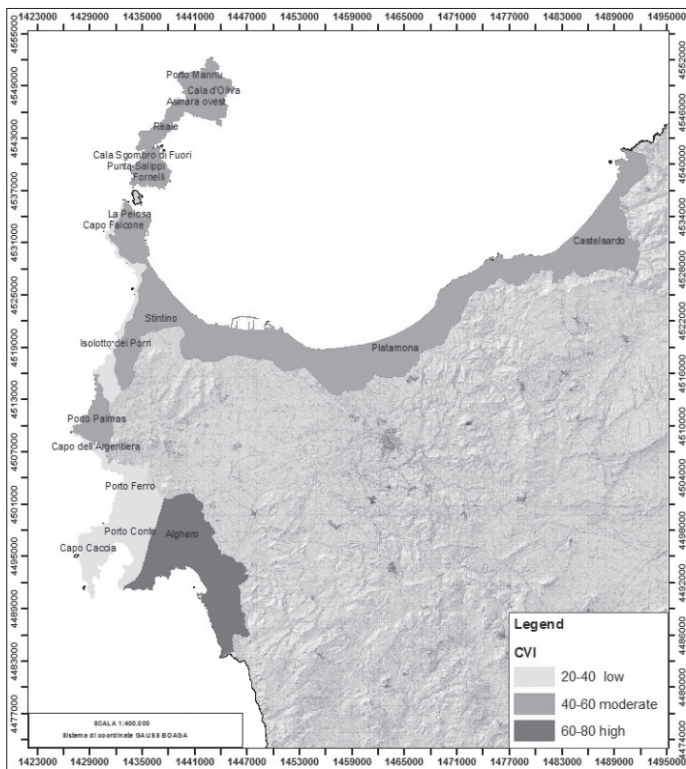 1423000 1429000 1435000 1441000 1447000 1453000 1459000 1465000 1471000 1477000 1483000 1489000 1495000
4555000
4549000
4543000
4537000
4531000
4525000
4519000
4513000
4507000
4501000
4495000
4489000
4483000
4477000
Porto Mannu
Cala d'Oliva
Asinara ovest
Reale
Cala Sgombro di Fuori
Punta Salippi
Fornelli
La Pelosa
Capo Falcone
Castelsardo
Stintino
Isolotto dei Porri
Platamona
Porto Palmas
Capo dell'Argentiera
Porto Ferro
Porto Conte
Alghero
Capo Caccia
4552000
4546000
4540000
4534000
4528000
4522000
4516000
4510000
4504000
4498000
4492000
4486000
4480000
4474000
Legend
CVI
20-40 low
40-60 moderate
60-80 high
SCALA 1:400.000
Sistema di coordinate GAUSS BOAGA
1423000 1429000 1435000 1441000 1447000 1453000 1459000 1465000 1471000 1477000 1483000 1489000 1495000